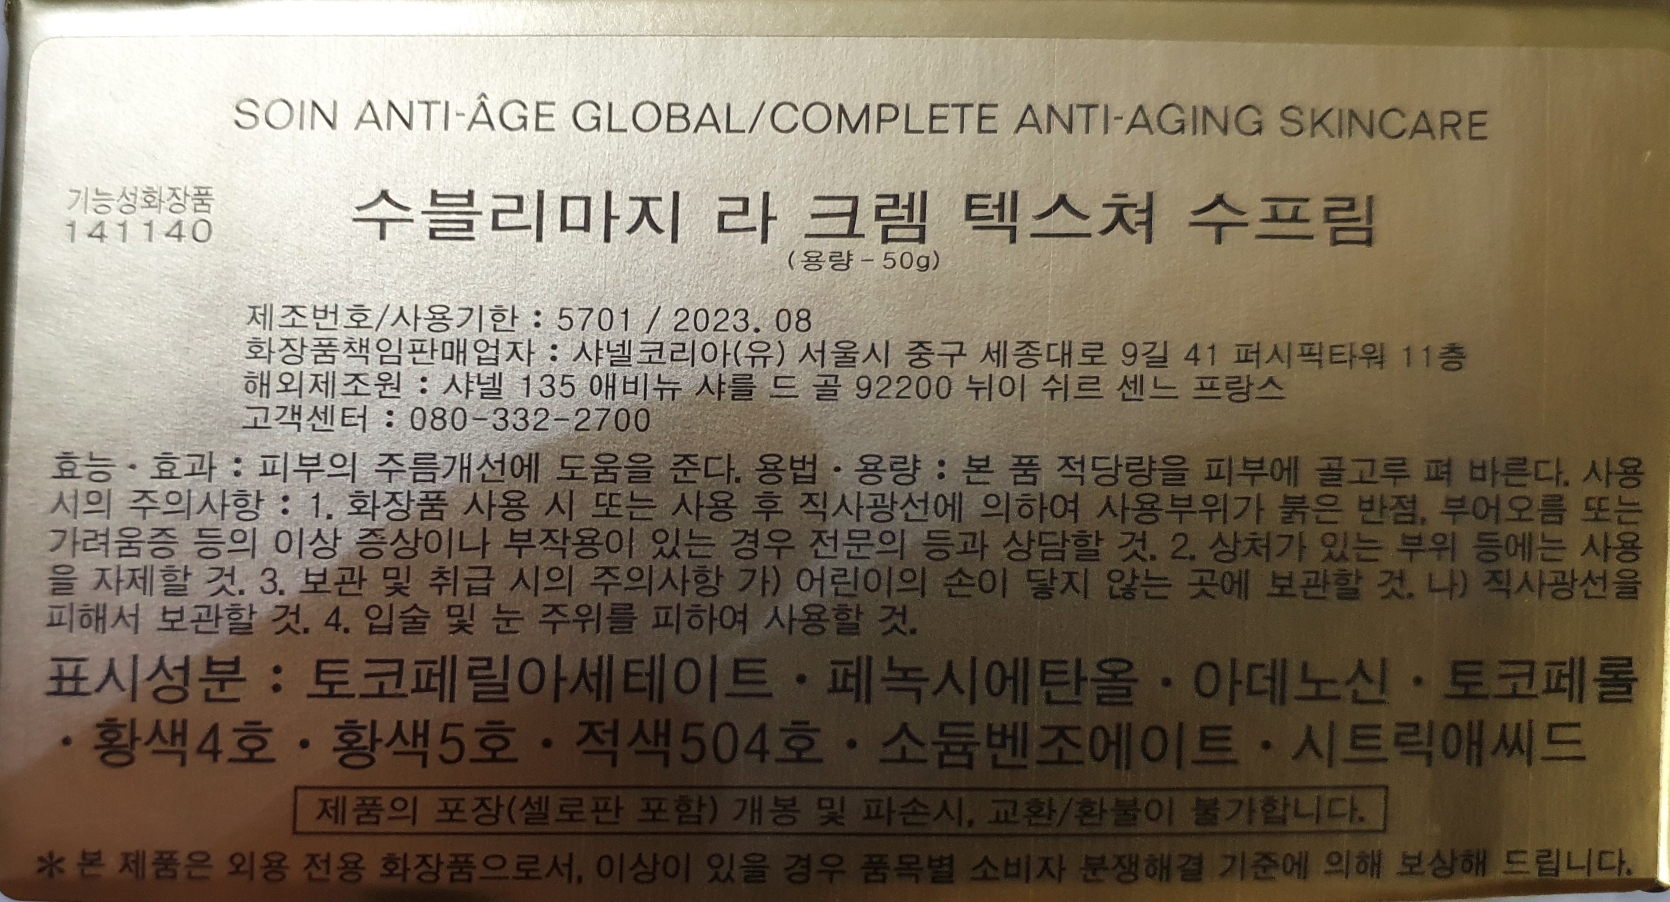 SOIN ANTI-ÂGE GLOBAL/COMPLETE ANTI-AGING SKINCARE
기능성화장품
141140
수블리마지 라 크렘 텍스쳐 수프림
(용량 - 50g)
제조번호/사용기한 : 5701 / 2023. 08
화장품책임판매업자 : 샤넬코리아(유) 서울시 중구 세종대로 9길 41 퍼시픽타워 11층
해외제조원 : 샤넬 135 애비뉴 샤를 드 골 92200 뉘이 쉬르 센느 프랑스
고객센터 : 080-332-2700
효능 · 효과 : 피부의 주름개선에 도움을 준다. 용법 · 용량 : 본 품 적당량을 피부에 골고루 펴 바른다. 사용
시의 주의사항 : 1. 화장품 사용 시 또는 사용 후 직사광선에 의하여 사용부위가 붉은 반점, 부어오름 또는
가려움증 등의 이상 증상이나 부작용이 있는 경우 전문의 등과 상담할 것. 2. 상처가 있는 부위 등에는 사용
을 자제할 것. 3. 보관 및 취급 시의 주의사항 가) 어린이의 손이 닿지 않는 곳에 보관할 것. 나) 직사광선을
피해서 보관할 것. 4. 입술 및 눈 주위를 피하여 사용할 것.
표시성분 : 토코페릴아세테이트 · 페녹시에탄올 · 아데노신 · 토코페롤
· 황색4호 · 황색5호 · 적색504호 · 소듐벤조에이트 · 시트릭애씨드
제품의 포장(셀로판 포함) 개봉 및 파손시, 교환/환불이 불가합니다.
* 본 제품은 외용 전용 화장품으로서, 이상이 있을 경우 품목별 소비자 분쟁해결 기준에 의해 보상해 드립니다.